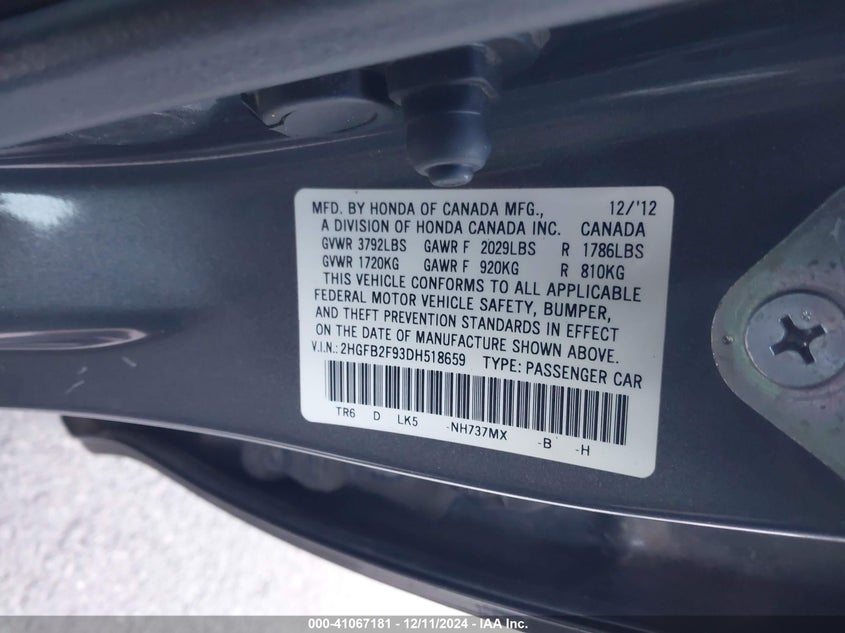 MFD. BY HONDA OF CANADA MFG., 12/'12
A DIVISION OF HONDA CANADA INC. CANADA
GVWR 3792LBS GAWR F 2029LBS R 1786LBS
GVWR 1720KG GAWR F 920KG R 810KG
THIS VEHICLE CONFORMS TO ALL APPLICABLE
FEDERAL MOTOR VEHICLE SAFETY, BUMPER,
AND THEFT PREVENTION STANDARDS IN EFFECT
ON THE DATE OF MANUFACTURE SHOWN ABOVE.
V.I.N.: 2HGFB2F93DH518659 TYPE: PASSENGER CAR
TR6 D LK5 -NH737MX -B -H
000-41067181 - 12/11/2024 - IAA Inc.